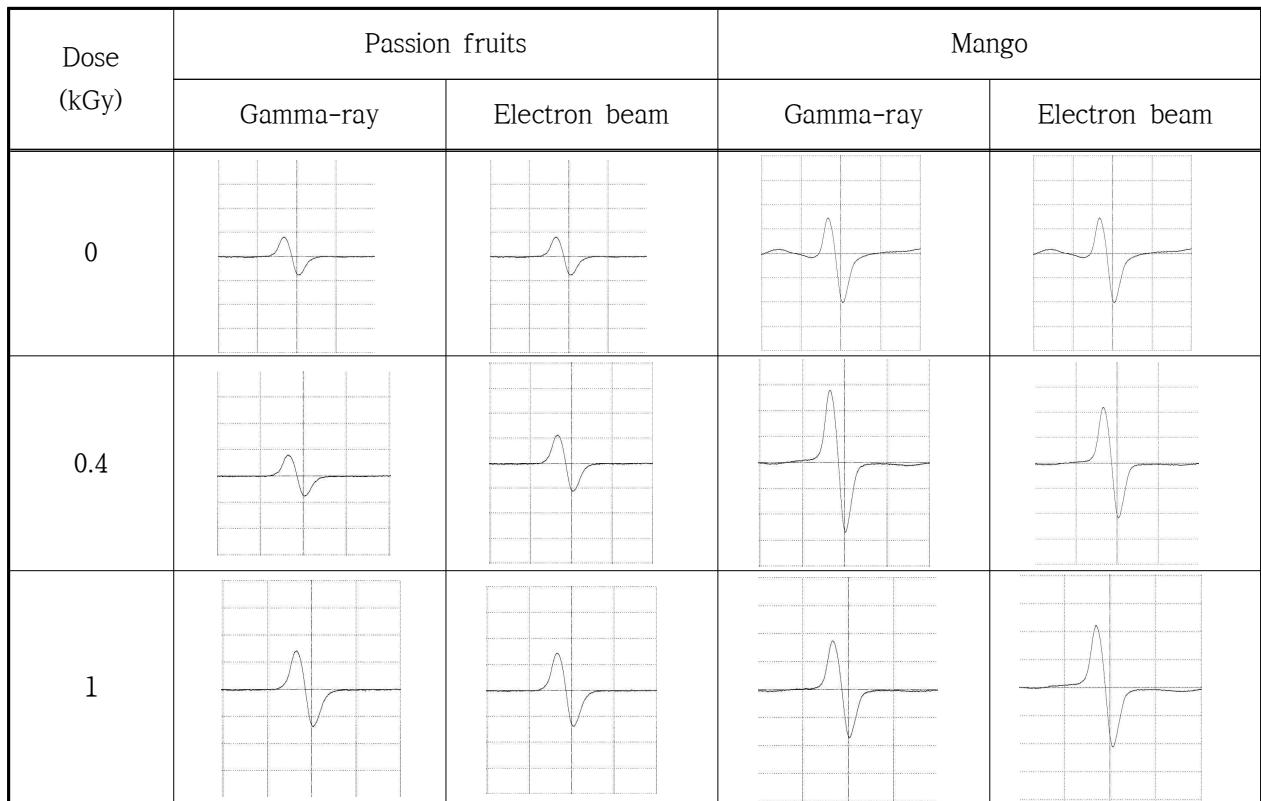 Dose
(kGy)
Passion fruits
Mango
Gamma-ray
Electron beam
Gamma-ray
Electron beam
0
0.4
1